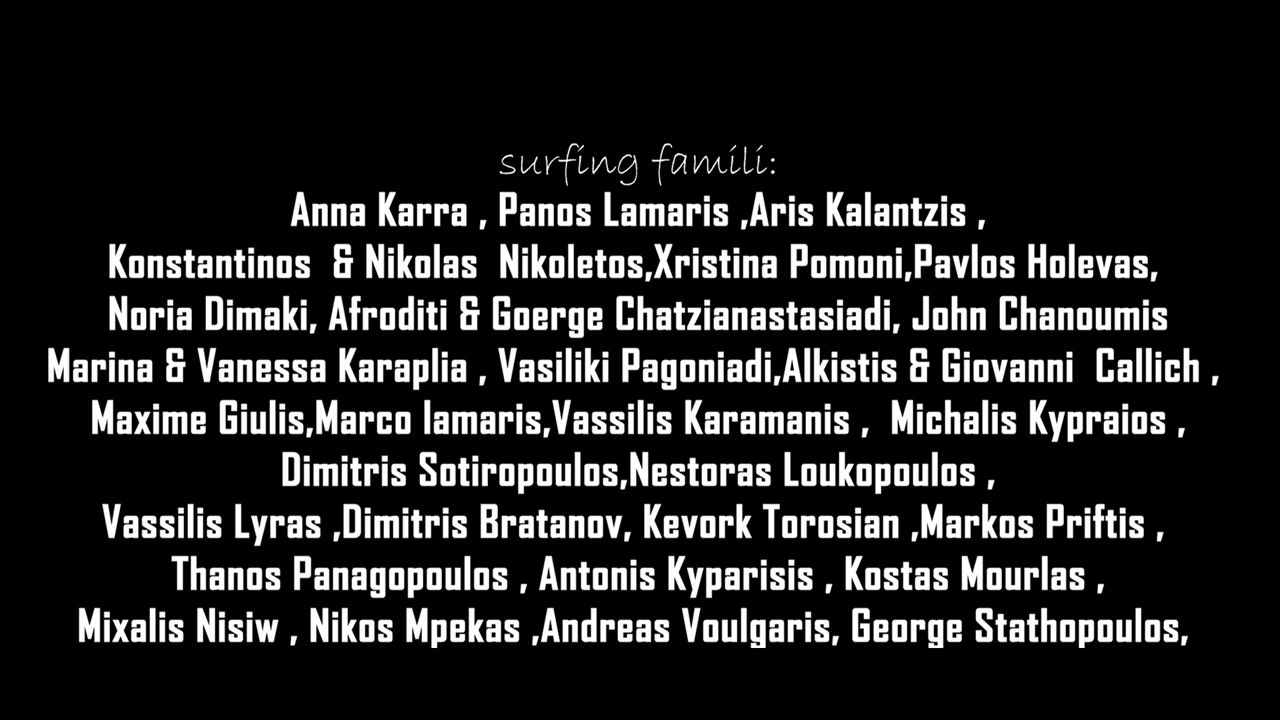 surfing famili:
Anna Karra , Panos Lamaris ,Aris Kalantzis ,
Konstantinos & Nikolas Nikoletos,Xristina Pomoni,Pavlos Holevas,
Noria Dimaki, Afroditi & Goerge Chatzianastasiadi, John Chanoumis
Marina & Vanessa Karaplia , Vasiliki Pagoniadi,Alkistis & Giovanni Callich ,
Maxime Giulis,Marco lamaris,Vassilis Karamanis , Michalis Kypraios ,
Dimitris Sotiropoulos,Nestoras Loukopoulos ,
Vassilis Lyras ,Dimitris Bratanov, Kevork Torosian ,Markos Priftis ,
Thanos Panagopoulos , Antonis Kyparisis , Kostas Mourlas ,
Mixalis Nisiw , Nikos Mpekas ,Andreas Voulgaris, George Stathopoulos,